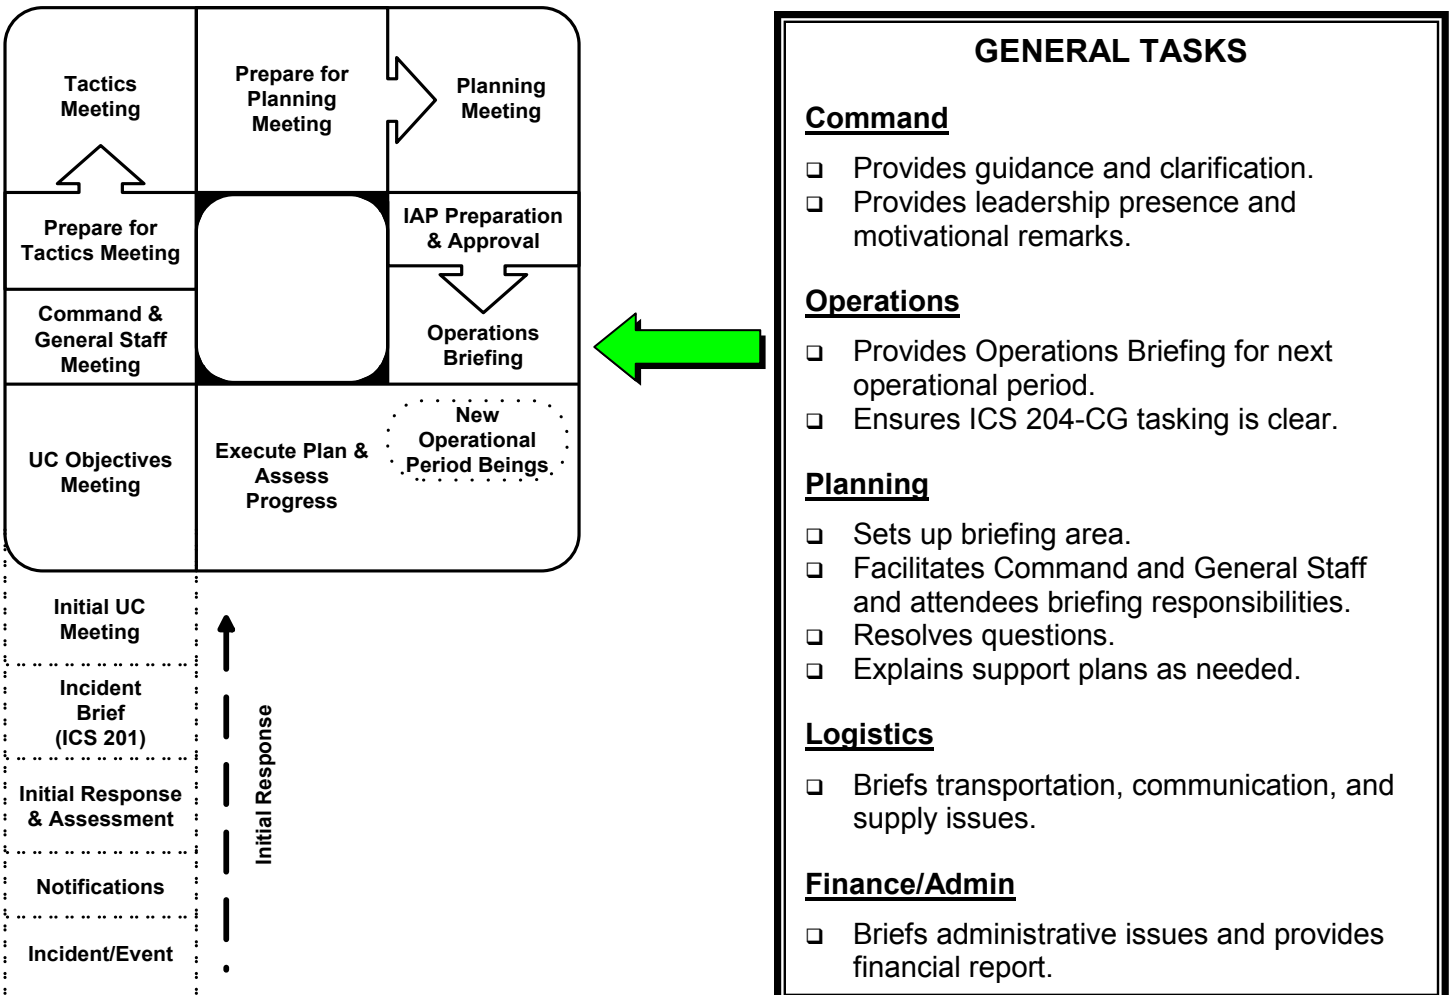 Tactics
Meeting
Prepare for
Planning
Meeting
Planning
Meeting
Prepare for
Tactics Meeting
IAP Preparation
& Approval
Command &
General Staff
Meeting
Operations
Briefing
UC Objectives
Meeting
Execute Plan &
Assess
Progress
New
Operational
Period Beings
Initial UC
Meeting
Incident
Brief
(ICS 201)
Initial Response
& Assessment
Notifications
Incident/Event
Initial Response
GENERAL TASKS
Command
❑ Provides guidance and clarification.
❑ Provides leadership presence and
motivational remarks.
Operations
❑ Provides Operations Briefing for next
operational period.
❑ Ensures ICS 204-CG tasking is clear.
Planning
❑ Sets up briefing area.
❑ Facilitates Command and General Staff
and attendees briefing responsibilities.
❑ Resolves questions.
❑ Explains support plans as needed.
Logistics
❑ Briefs transportation, communication, and
supply issues.
Finance/Admin
❑ Briefs administrative issues and provides
financial report.